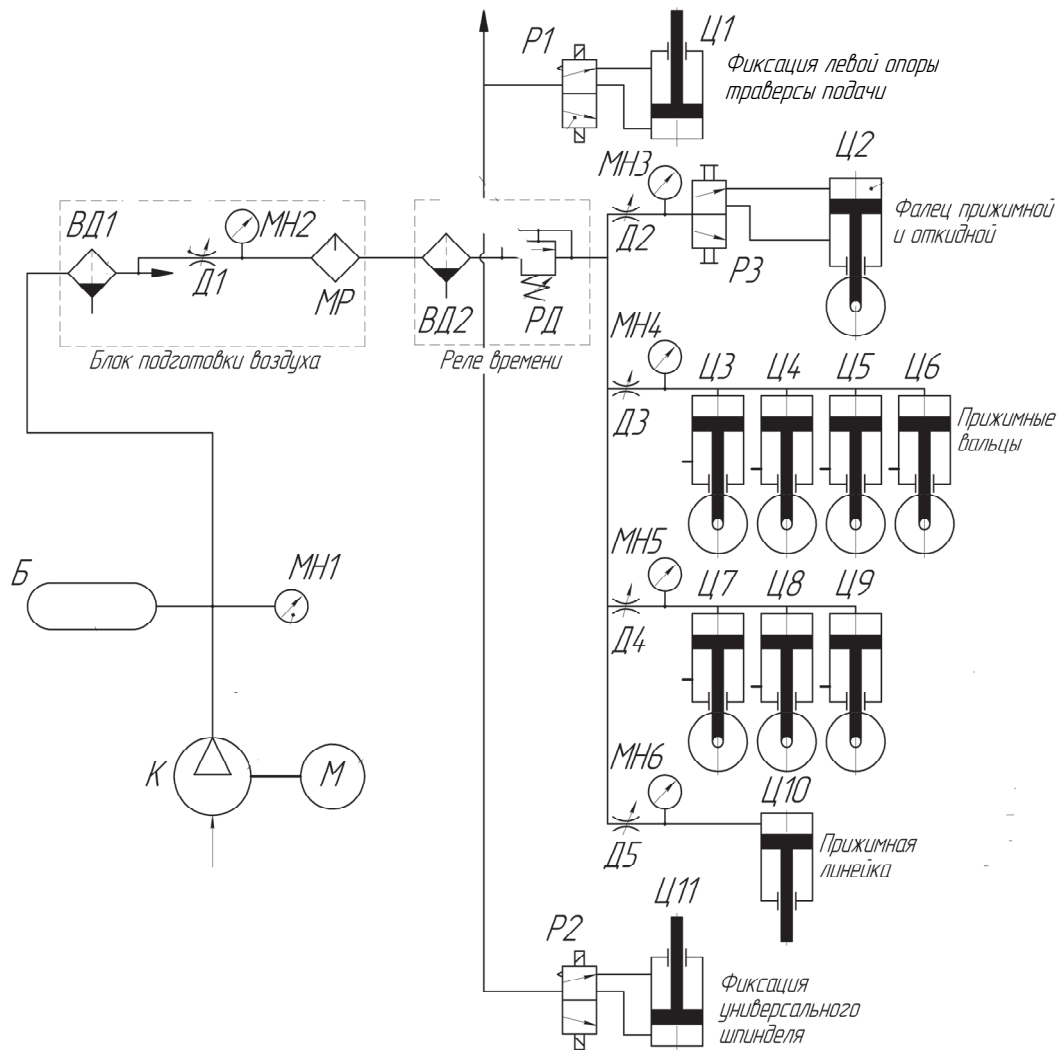 Р1
Ц1
Фиксация левой опоры
траверсы подачи
МН3
Ц2
Д2
Р3
Фалец прижимной
и откидной
ВД1
МН2
Д1
МР
ВД2
РД
Блок подготовки воздуха
Реле времени
МН4
Ц3
Ц4
Ц5
Ц6
Д3
Прижимные
вальцы
Б
МН1
МН5
Ц7
Ц8
Ц9
Д4
К
М
МН6
Ц10
Д5
Прижимная
линейка
Ц11
Р2
Фиксация
универсального
шпинделя